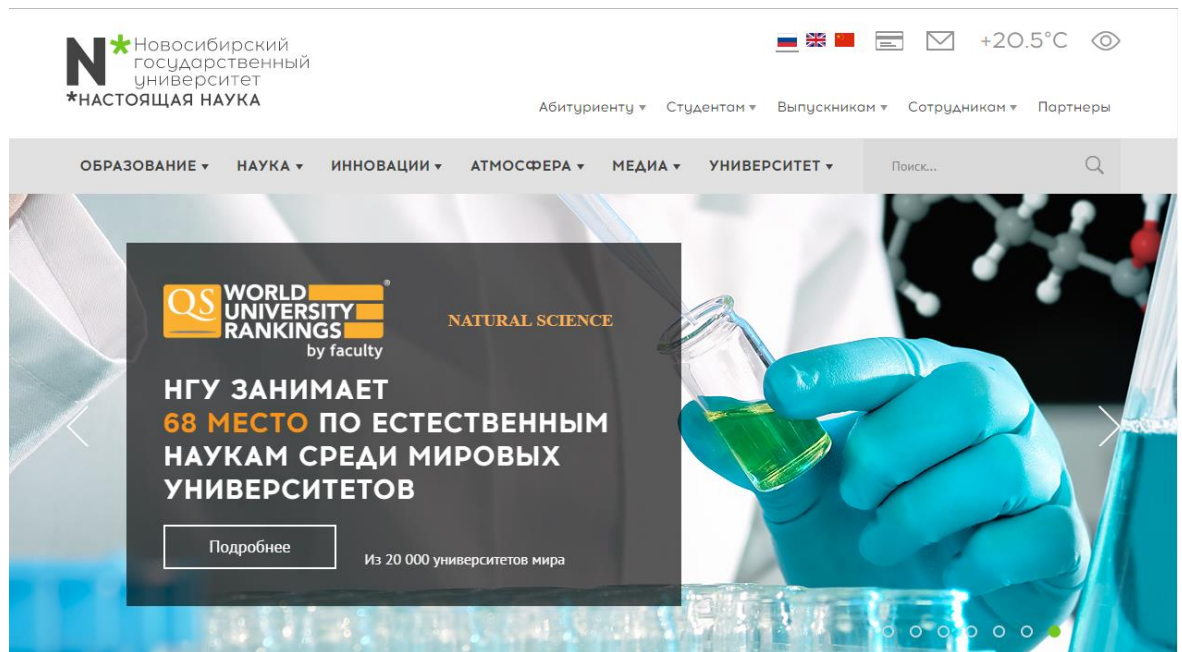 N*Новосибирский
государственный
университет
*НАСТОЯЩАЯ НАУКА
+20.5°C
Абитуриенту Студентам Выпускникам Сотрудникам Партнеры
ОБРАЗОВАНИЕ НАУКА ИННОВАЦИИ АТМОСФЕРА МЕДИА УНИВЕРСИТЕТ Поиск...
QS WORLD
UNIVERSITY
RANKINGS
by faculty
NATURAL SCIENCE
НГУ ЗАНИМАЕТ
68 МЕСТО ПО ЕСТЕСТВЕННЫМ
НАУКАМ СРЕДИ МИРОВЫХ
УНИВЕРСИТЕТОВ
Подробнее
Из 20 000 университетов мира